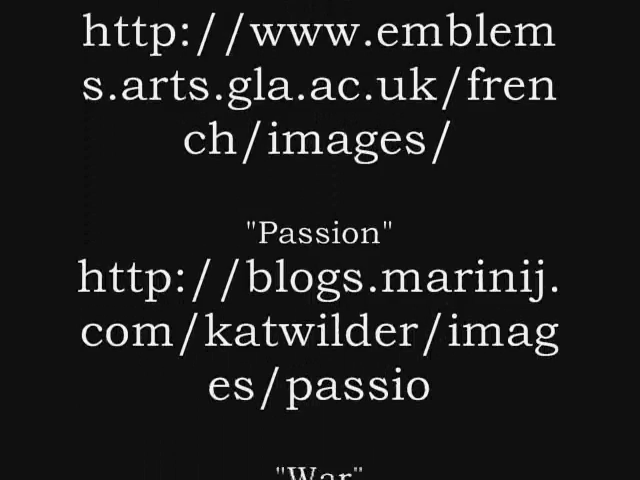 http://www.emblem
s.arts.gla.ac.uk/fren
ch/images/
"Passion"
http://blogs.marinij.
com/katwilder/imag
es/passio
"War"